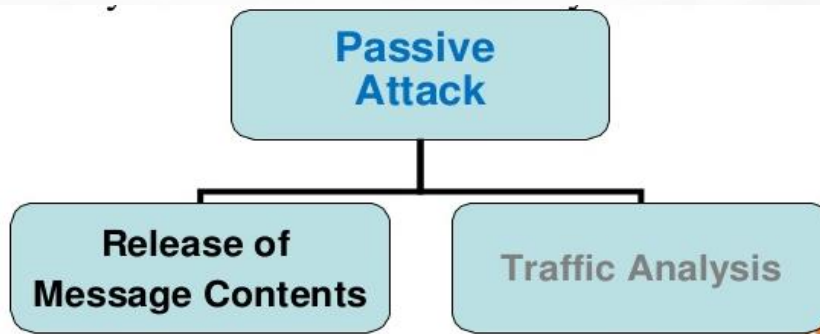 Passive
Attack
Release of
Message Contents
Traffic Analysis